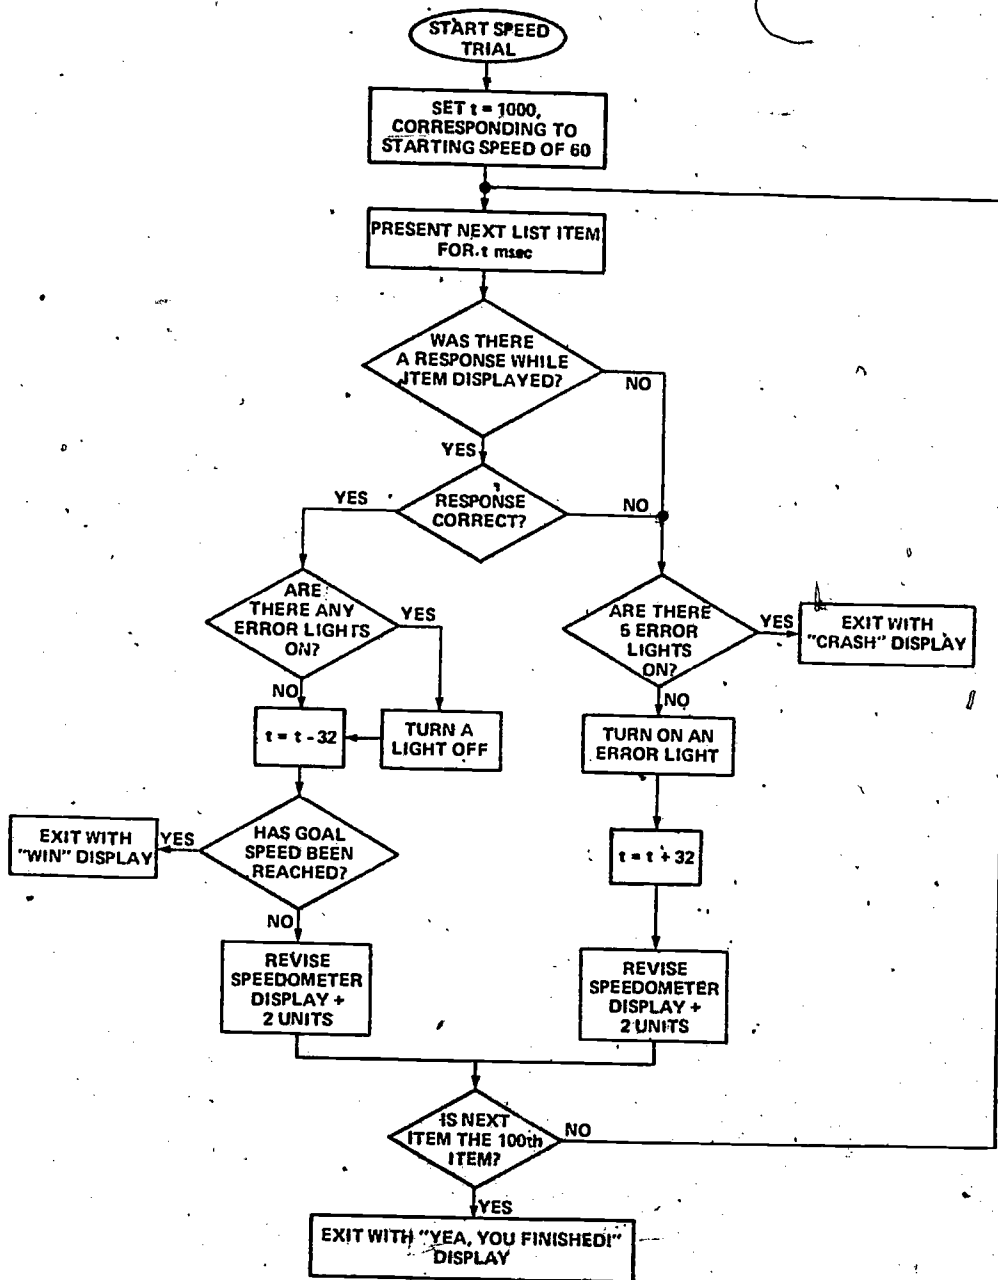 START SPEED
TRIAL
SET t = 1000,
CORRESPONDING TO
STARTING SPEED OF 60
PRESENT NEXT LIST ITEM
FOR t msec
WAS THERE
A RESPONSE WHILE
ITEM DISPLAYED?
NO
YES
RESPONSE
CORRECT?
YES
NO
ARE
THERE ANY
ERROR LIGHTS
ON?
YES
NO
ARE THERE
5 ERROR
LIGHTS
ON?
YES
EXIT WITH
"CRASH" DISPLAY
NO
t = t - 32
TURN A
LIGHT OFF
TURN ON AN
ERROR LIGHT
EXIT WITH
"WIN" DISPLAY
YES
HAS GOAL
SPEED BEEN
REACHED?
t = t + 32
NO
REVISE
SPEEDOMETER
DISPLAY +
2 UNITS
REVISE
SPEEDOMETER
DISPLAY +
2 UNITS
IS NEXT
ITEM THE 100th
ITEM?
NO
YES
EXIT WITH "YEA, YOU FINISHED!"
DISPLAY